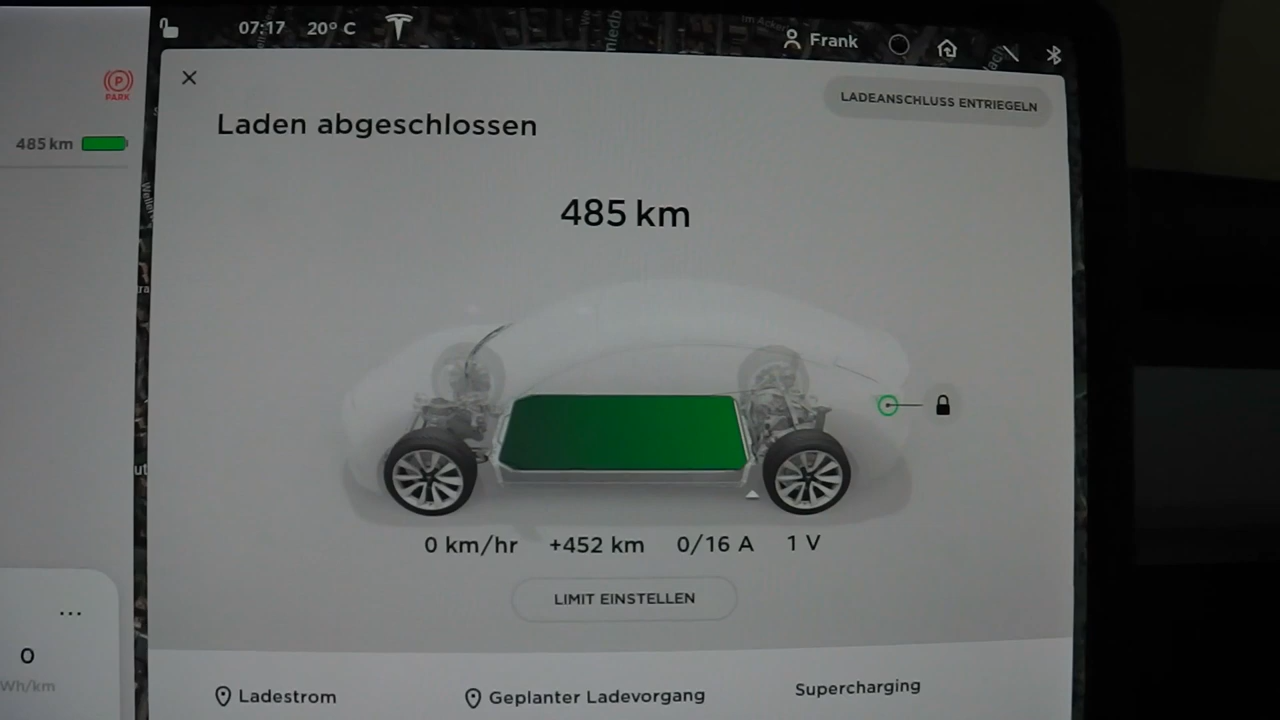 07:17 20° C
Frank
P
PARK
LADEANSCHLUSS ENTRIEGELN
Laden abgeschlossen
485 km
485 km
0 km/hr +452 km 0/16 A 1 V
LIMIT EINSTELLEN
...
0
Wh/km
Ladestrom
Geplanter Ladevorgang
Supercharging